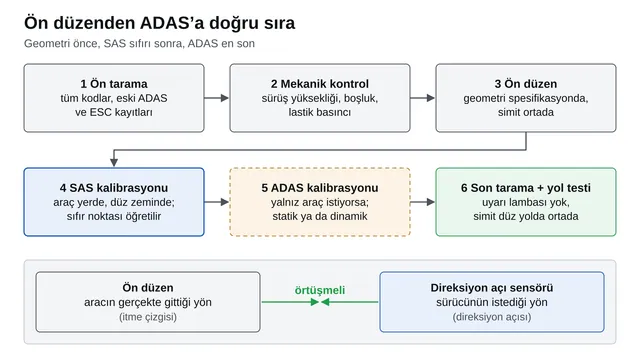 Ön düzenden ADAS’a doğru sıra
Geometri önce, SAS sıfırı sonra, ADAS en son
1 Ön tarama
tüm kodlar, eski ADAS
ve ESC kayıtları
2 Mekanik kontrol
sürüş yüksekliği, boşluk,
lastik basıncı
3 Ön düzen
geometri spesifikasyonda,
simit ortada
4 SAS kalibrasyonu
araç yerde, düz zeminde;
sıfır noktası öğretilir
5 ADAS kalibrasyonu
yalnız araç istiyorsa;
statik ya da dinamik
6 Son tarama + yol testi
uyarı lambası yok,
simit düz yolda ortada
Ön düzen
aracın gerçekte gittiği yön
(itme çizgisi)
örtüşmeli
Direksiyon açı sensörü
sürücünün istediği yön
(direksiyon açısı)